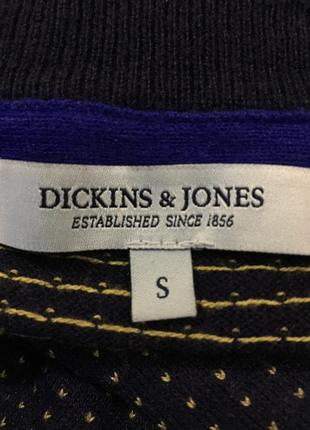 DICKINS & JONES
ESTABLISHED SINCE 1856
S